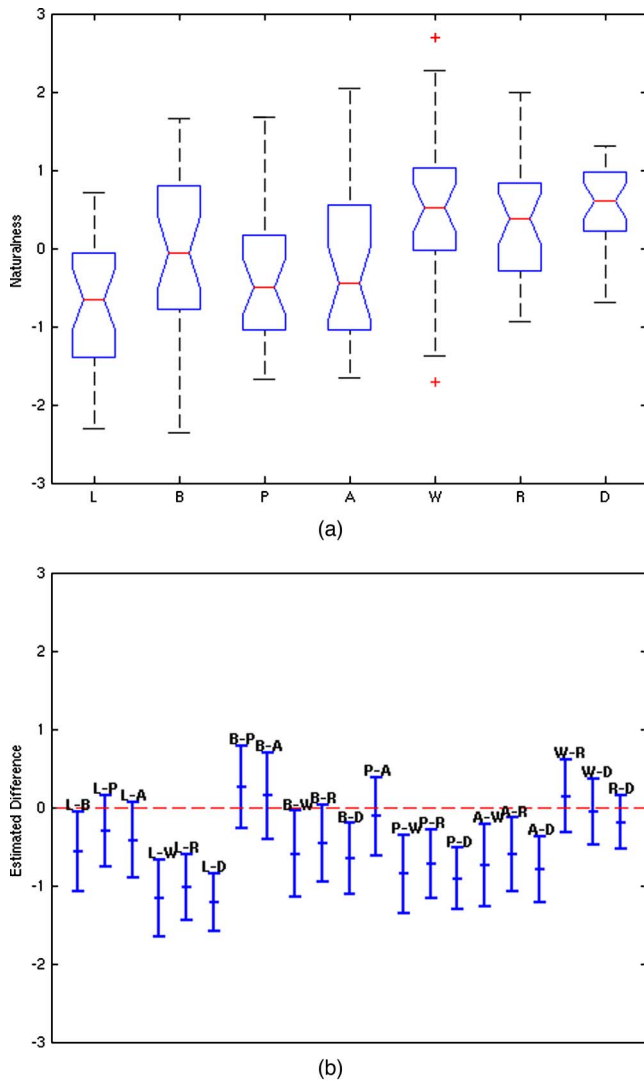 3
2
1
0
-1
-2
-3
Naturalness
L B P A W R D
(a)
3
2
1
0
-1
-2
-3
Estimated Difference
L-B
L-P
L-A
L-W
L-R
L-D
B-P
B-A
B-W
B-R
B-D
P-A
P-W
P-R
P-D
A-W
A-R
A-D
W-R
W-D
R-D
(b)